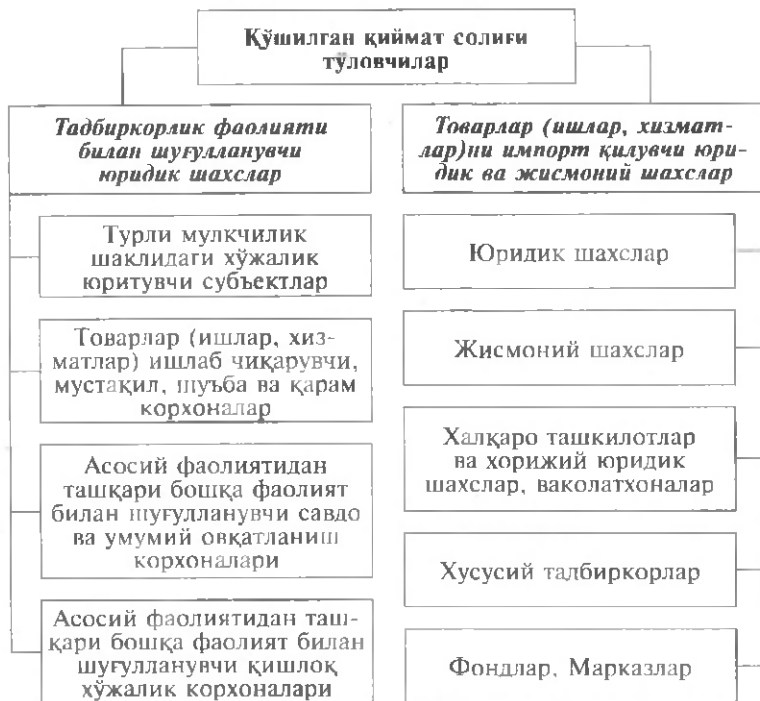 Қўшилган қиймат солиғи
тўловчилар
Тадбиркорлик фаолияти
билан шуғулланувчи
юридик шахслар
Турли мулкчилик
шаклидаги хўжалик
юритувчи субъектлар
Товарлар (ишлар, хиз-
матлар) ишлаб чиқарувчи,
мустақил, шуъба ва қарам
корхоналар
Асосий фаолиятидан
ташқари бошқа фаолият
билан шуғулланувчи савдо
ва умумий овқатланиш
корхоналари
Асосий фаолиятидан таш-
қари бошқа фаолият билан
шуғулланувчи қишлоқ
хўжалик корхоналари
Товарлар (ишлар, хизмат-
лар)ни импорт қилувчи юри-
дик ва жисмоний шахслар
Юридик шахслар
Жисмоний шахслар
Халқаро ташкилотлар
ва хорижий юридик
шахслар, ваколатхоналар
Хусусий талбиркорлар
Фондлар, Марказлар